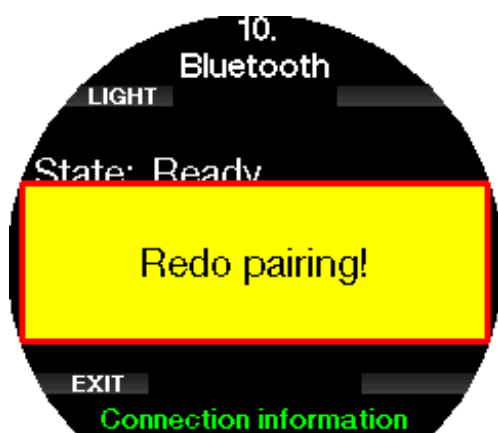 10.
Bluetooth
LIGHT
State: Ready
Redo pairing!
EXIT
Connection information